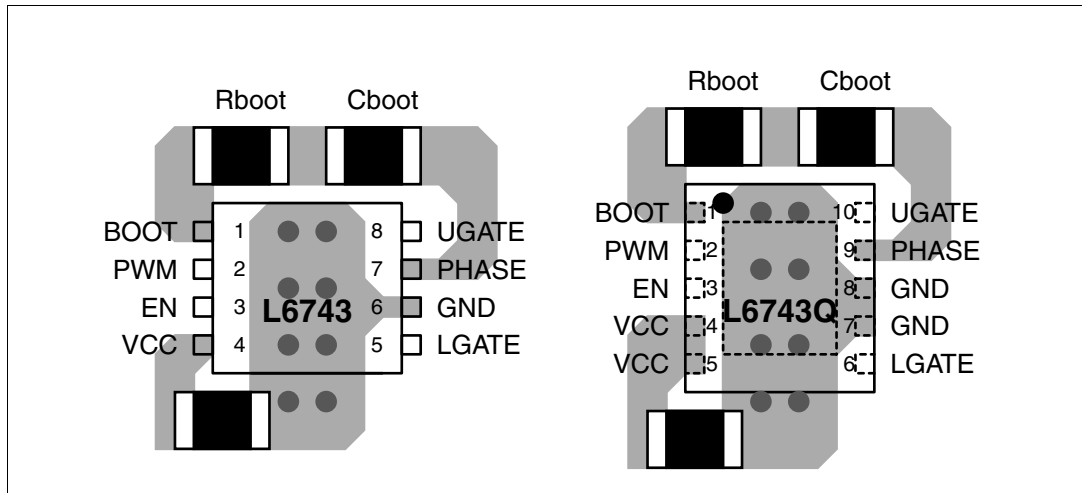 Rboot Cboot
BOOT 1 8 UGATE
PWM 2 7 PHASE
EN 3 L6743 6 GND
VCC 4 5 LGATE
Rboot Cboot
BOOT 1 10 UGATE
PWM 2 9 PHASE
EN 3 8 GND
L6743Q
VCC 4 7 GND
VCC 5 6 LGATE